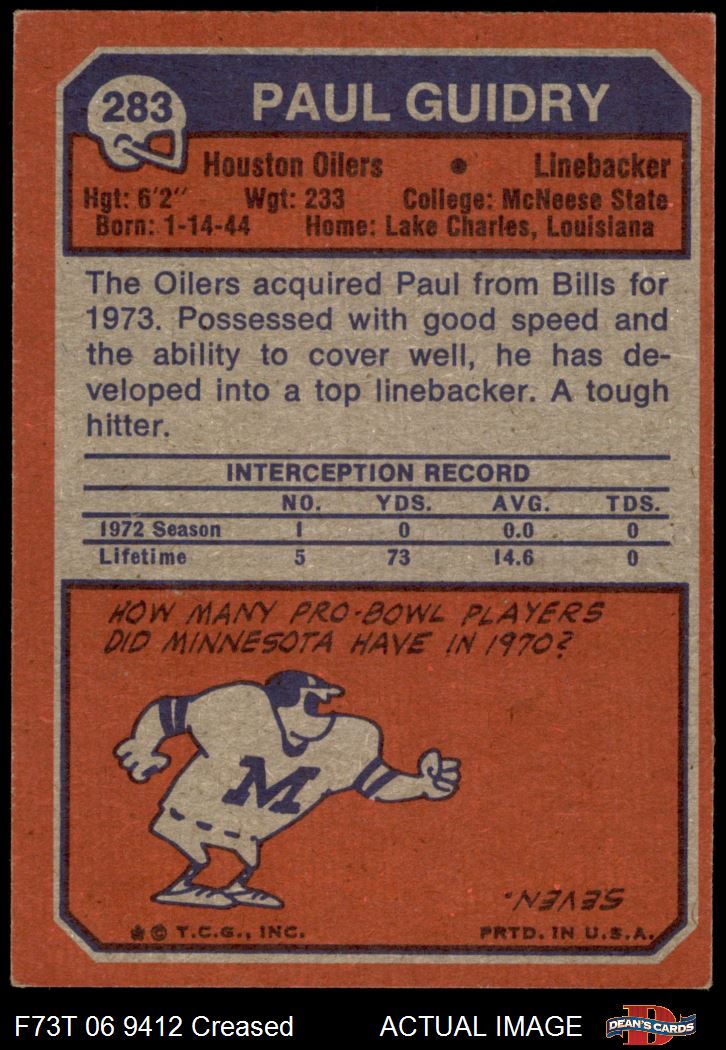 283
PAUL GUIDRY
Houston Oilers • Linebacker
Hgt: 6'2" Wgt: 233 College: McNeese State
Born: 1-14-44 Home: Lake Charles, Louisiana
The Oilers acquired Paul from Bills for
1973. Possessed with good speed and
the ability to cover well, he has de-
veloped into a top linebacker. A tough
hitter.
INTERCEPTION RECORD
NO. YDS. AVG. TDS.
1972 Season 1 0 0.0 0
Lifetime 5 73 14.6 0
HOW MANY PRO-BOWL PLAYERS
DID MINNESOTA HAVE IN 1970?
M
SEVEN.
© T.C.G., INC. PRTD. IN U.S.A.
F73T 06 9412 Creased ACTUAL IMAGE
D
DEAN'S CARDS